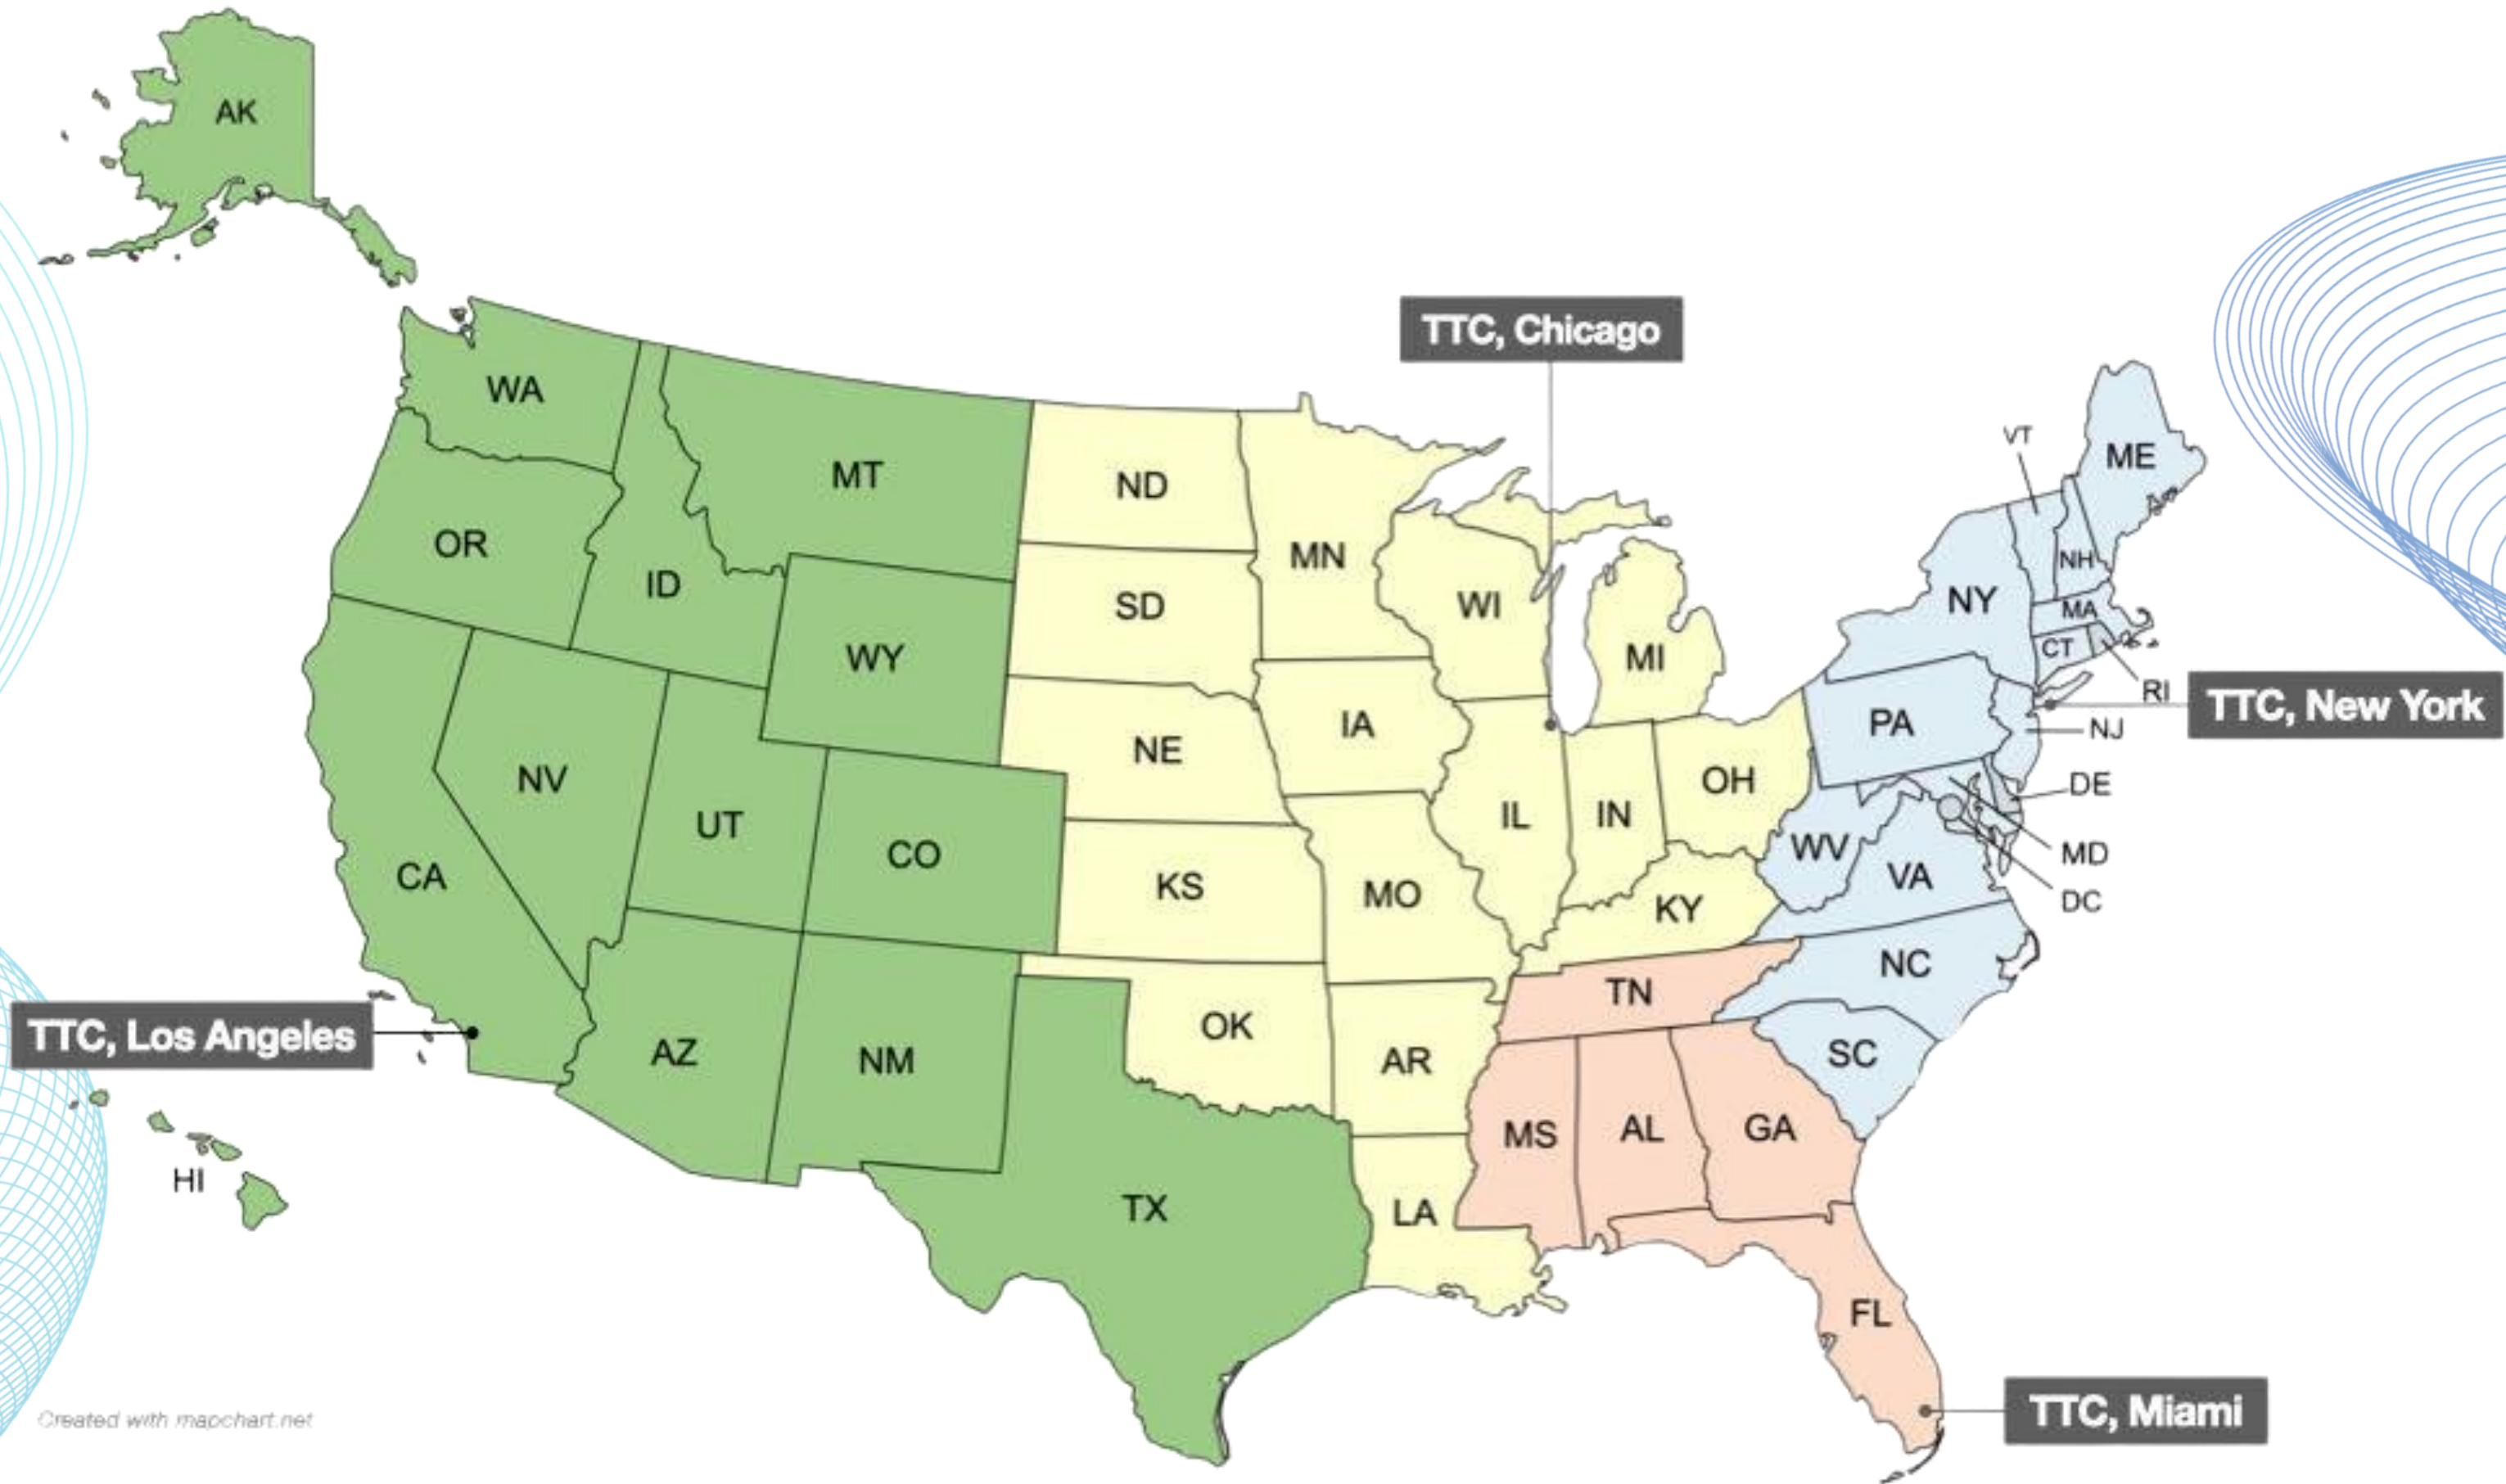 AK
TTC, Chicago
WA
VT
ME
MT
ND
OR
MN
NH
ID
NY
SD
WI
MA
CT
WY
MI
RI
TTC, New York
PA
IA
NJ
NE
NV
OH
DE
UT
IL
IN
CO
WV
MD
CA
VA
KS
MO
DC
KY
NC
TN
OK
TTC, Los Angeles
AZ
NM
AR
SC
MS
AL
GA
HI
TX
LA
FL
TTC, Miami
Created with mapchart.net